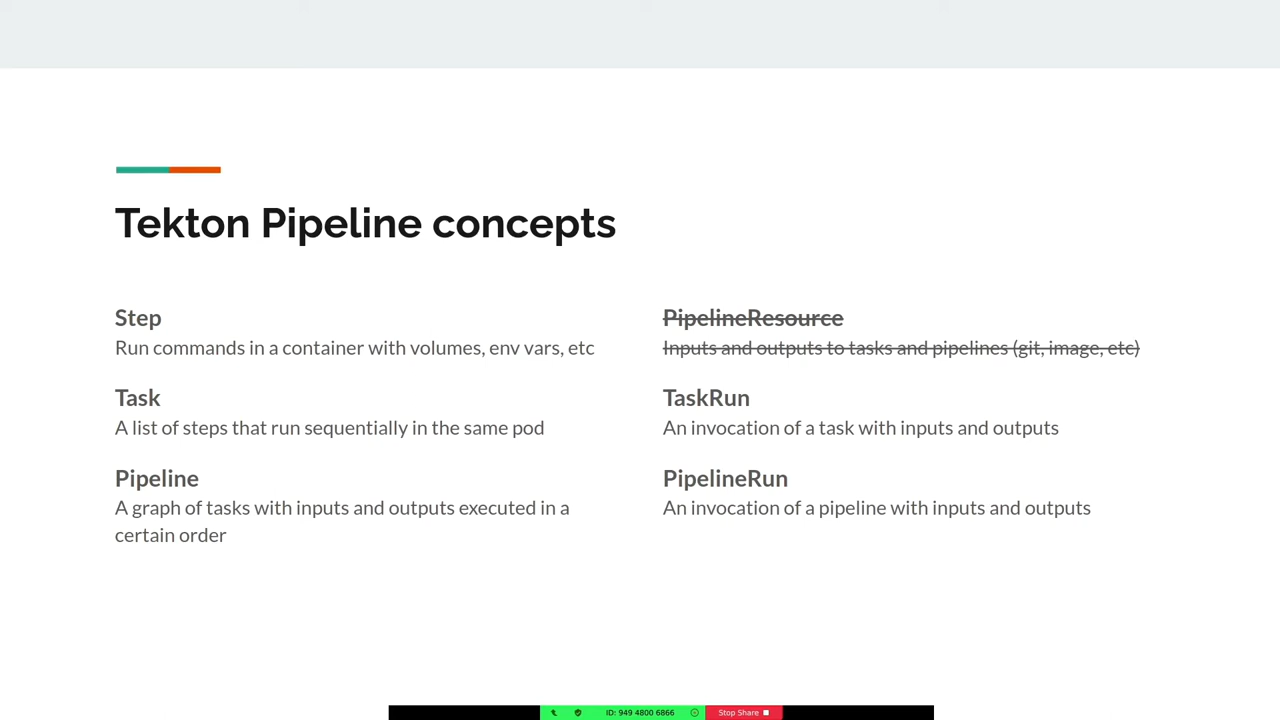 Tekton Pipeline concepts
Step
Run commands in a container with volumes, env vars, etc
Task
A list of steps that run sequentially in the same pod
Pipeline
A graph of tasks with inputs and outputs executed in a
certain order
PipelineResource
Inputs and outputs to tasks and pipelines (git, image, etc)
TaskRun
An invocation of a task with inputs and outputs
PipelineRun
An invocation of a pipeline with inputs and outputs
ID: 949 4800 6866
Stop Share